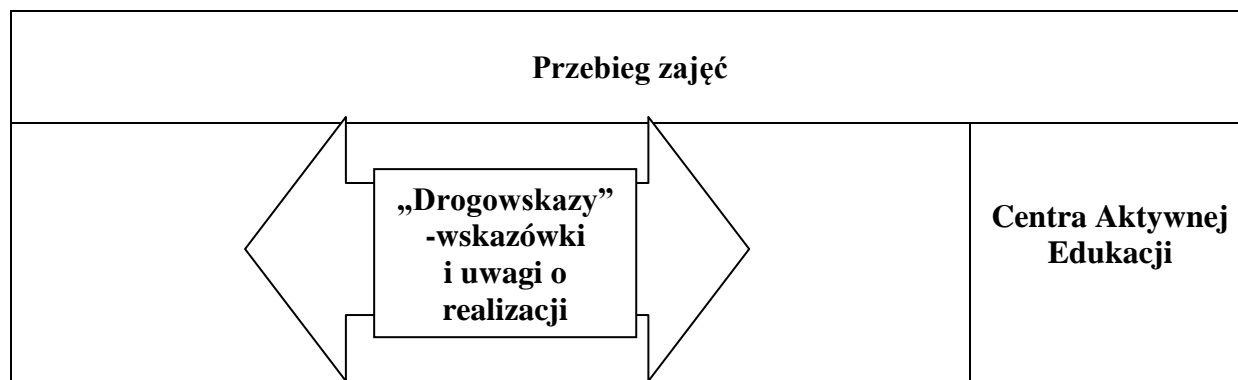 Przebieg zajęć
„Drogowskazy”
-wskazówki
i uwagi o
realizacji
Centra Aktywnej
Edukacji